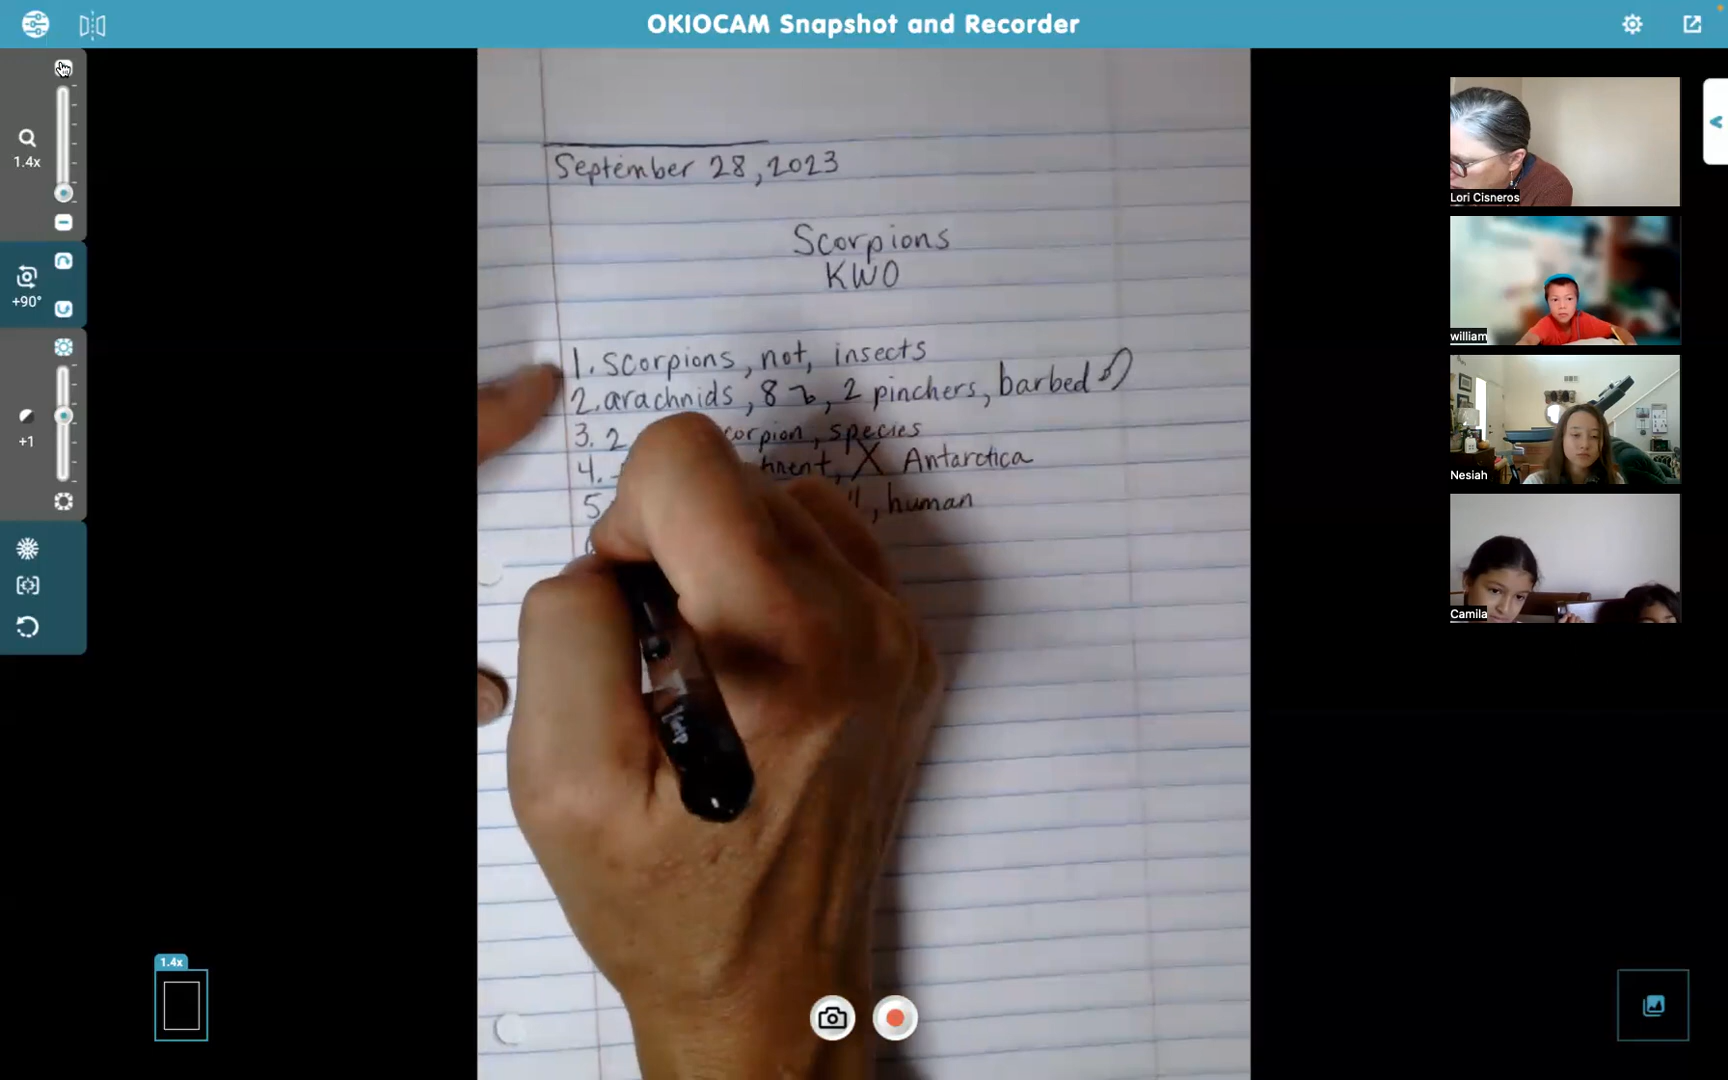 OKIOCAM Snapshot and Recorder
1.4x
+90°
+1
1.4x
September 28, 2023
Scorpions
KWO
1. scorpions, not, insects
2. arachnids, 8, 2 pinchers, barbed
3. 2 corpion, species
4. X Antarctica
5. , human
Lori Cisneros
william
Nesiah
Camila